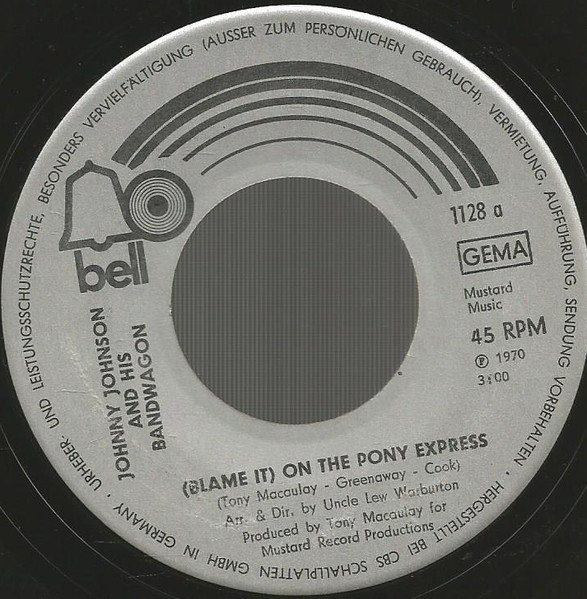 URHEBER- UND LEISTUNGSSCHUTZRECHTE, BESONDERS VERVIELFÄLTIGUNG (AUSSER ZUM PERSÖNLICHEN GEBRAUCH), VERMIETUNG, AUFFÜHRUNG, SENDUNG VORBEHALTEN · HERGESTELLT BEI CBS SCHALLPLATTEN GMBH IN GERMANY ·
bell
1128 a
GEMA
Mustard
Music
45 RPM
℗ 1970
3:00
JOHNNY JOHNSON
AND HIS
BANDWAGON
(BLAME IT) ON THE PONY EXPRESS
(Tony Macaulay - Greenaway - Cook)
Arr. & Dir. by Uncle Lew Warburton
Produced by Tony Macaulay for
Mustard Record Productions